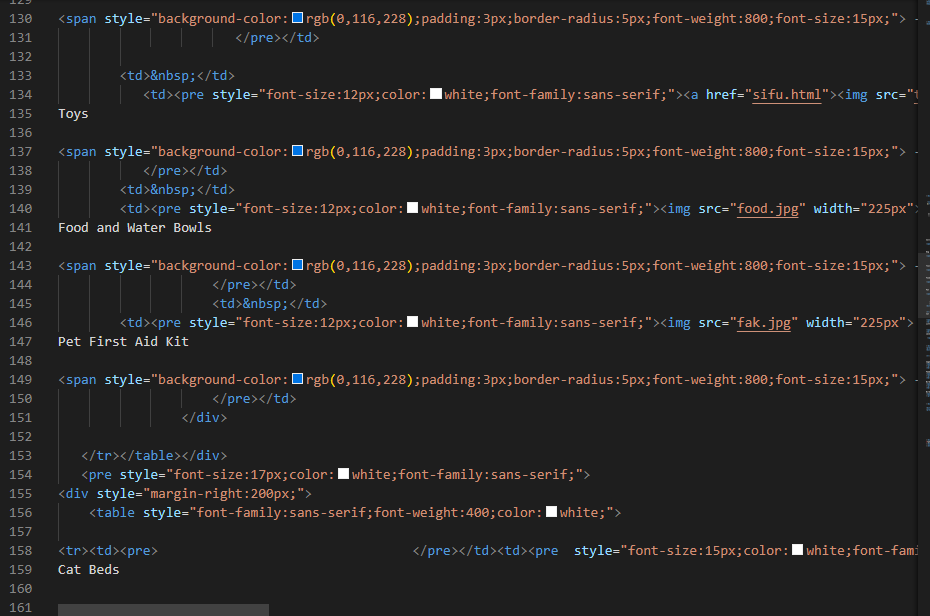 129
130 <span style="background-color:rgb(0,116,228);padding:3px;border-radius:5px;font-weight:800;font-size:15px;"> -
131 </pre></td>
132
133 <td>&nbsp;</td>
134 <td><pre style="font-size:12px;color:white;font-family:sans-serif;"><a href="sifu.html"><img src="t
135 Toys
136
137 <span style="background-color:rgb(0,116,228);padding:3px;border-radius:5px;font-weight:800;font-size:15px;"> -
138 </pre></td>
139 <td>&nbsp;</td>
140 <td><pre style="font-size:12px;color:white;font-family:sans-serif;"><img src="food.jpg" width="225px">
141 Food and Water Bowls
142
143 <span style="background-color:rgb(0,116,228);padding:3px;border-radius:5px;font-weight:800;font-size:15px;"> -
144 </pre></td>
145 <td>&nbsp;</td>
146 <td><pre style="font-size:12px;color:white;font-family:sans-serif;"><img src="fak.jpg" width="225px">
147 Pet First Aid Kit
148
149 <span style="background-color:rgb(0,116,228);padding:3px;border-radius:5px;font-weight:800;font-size:15px;"> -
150 </pre></td>
151 </div>
152
153 </tr></table></div>
154 <pre style="font-size:17px;color:white;font-family:sans-serif;">
155 <div style="margin-right:200px;">
156 <table style="font-family:sans-serif;font-weight:400;color:white;">
157
158 <tr><td><pre> </pre></td><td><pre style="font-size:15px;color:white;font-fami
159 Cat Beds
160
161